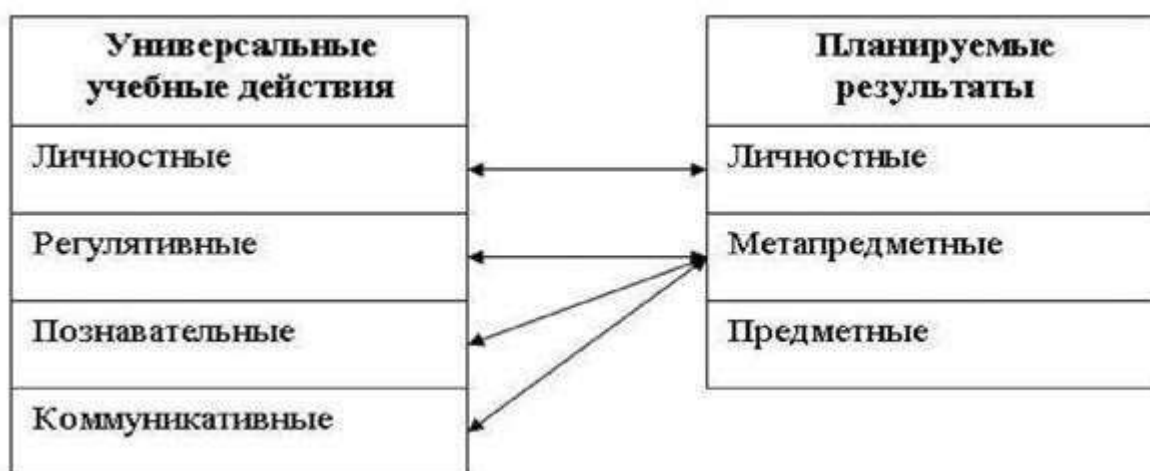 Универсальные
учебные действия
Личностные
Регулятивные
Познавательные
Коммуникативные
Планируемые
результаты
Личностные
Метапредметные
Предметные